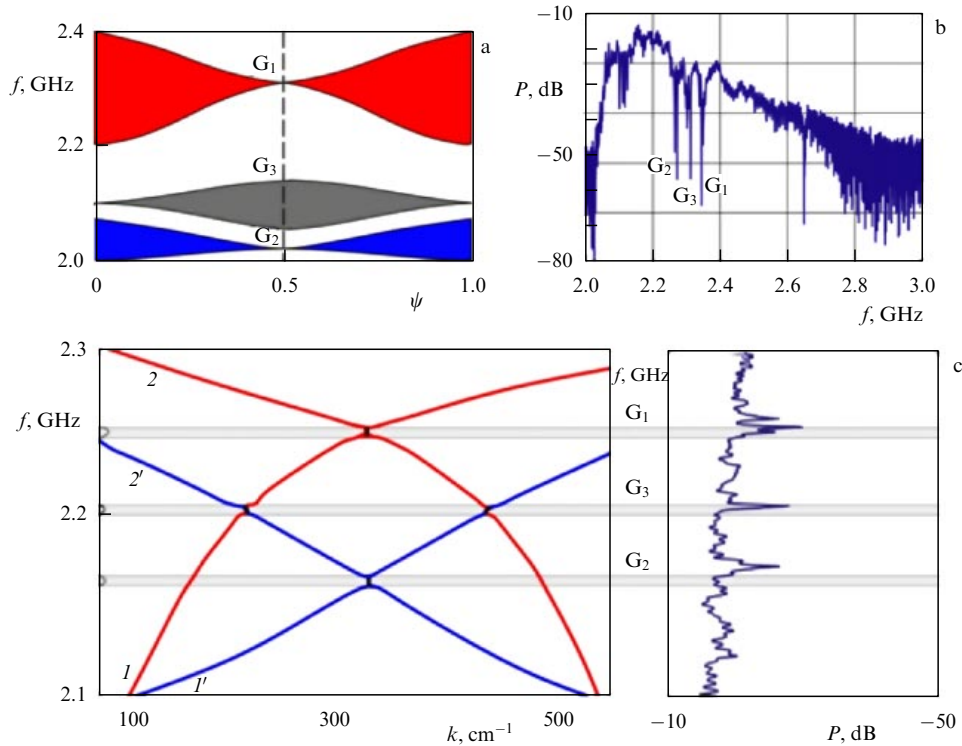 2.4
a
f, GHz
G1
2.2
G3
G2
2.0
0
0.5
1.0
ψ
−10
b
P, dB
−50
G2
G3
G1
−80
2.0
2.2
2.4
2.6
2.8
3.0
f, GHz
2.3
2
f, GHz
2′
2.2
1
1′
2.1
100
300
500
k, cm−1
f, GHz
c
G1
G3
G2
−10
−50
P, dB